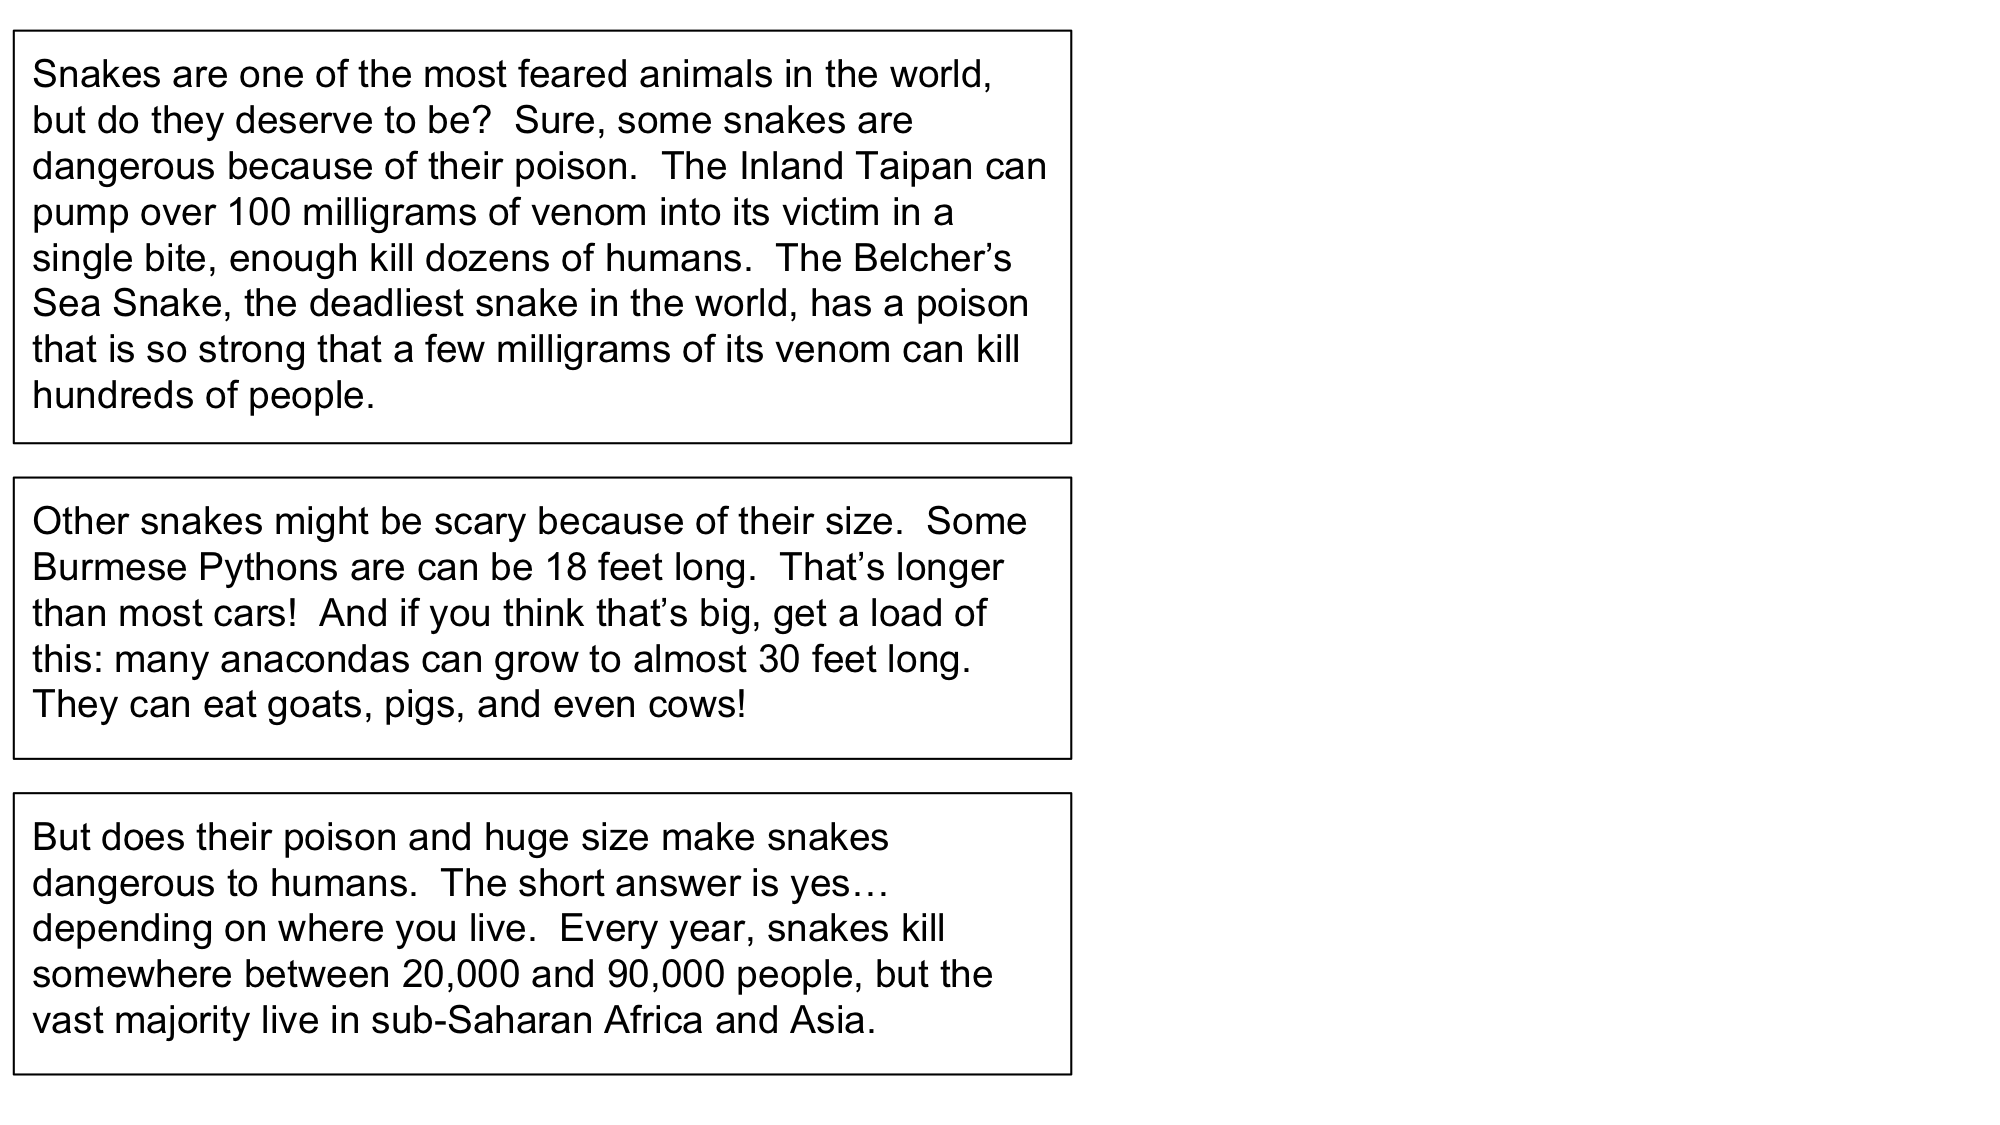 Snakes are one of the most feared animals in the world,
but do they deserve to be?  Sure, some snakes are
dangerous because of their poison.  The Inland Taipan can
pump over 100 milligrams of venom into its victim in a
single bite, enough kill dozens of humans.  The Belcher’s
Sea Snake, the deadliest snake in the world, has a poison
that is so strong that a few milligrams of its venom can kill
hundreds of people.
Other snakes might be scary because of their size.  Some
Burmese Pythons are can be 18 feet long.  That’s longer
than most cars!  And if you think that’s big, get a load of
this: many anacondas can grow to almost 30 feet long.
They can eat goats, pigs, and even cows!
But does their poison and huge size make snakes
dangerous to humans.  The short answer is yes…
depending on where you live.  Every year, snakes kill
somewhere between 20,000 and 90,000 people, but the
vast majority live in sub-Saharan Africa and Asia.